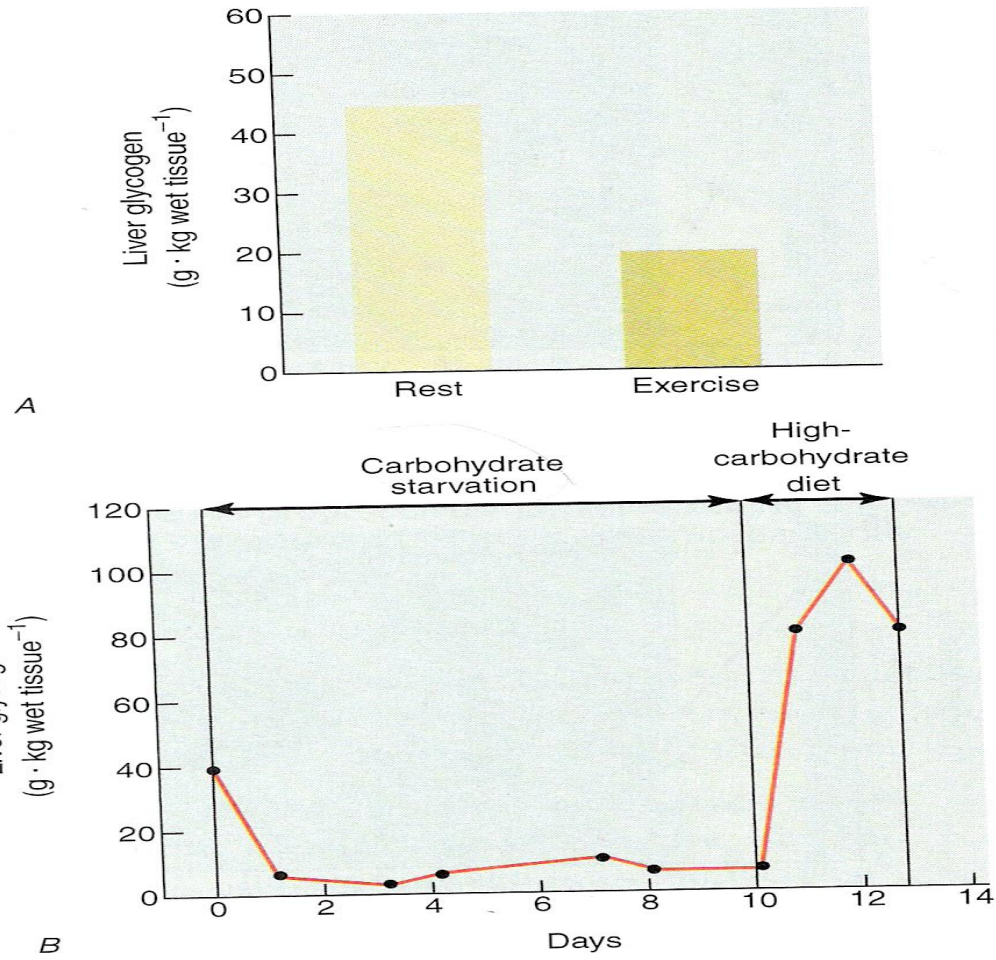 60
50
40
30
20
10
0
Liver glycogen
(g · kg wet tissue⁻¹)
Rest
Exercise
A
Carbohydrate
starvation
High-
carbohydrate
diet
120
100
80
60
40
20
0
(g · kg wet tissue⁻¹)
0 2 4 6 8 10 12 14
Days
B